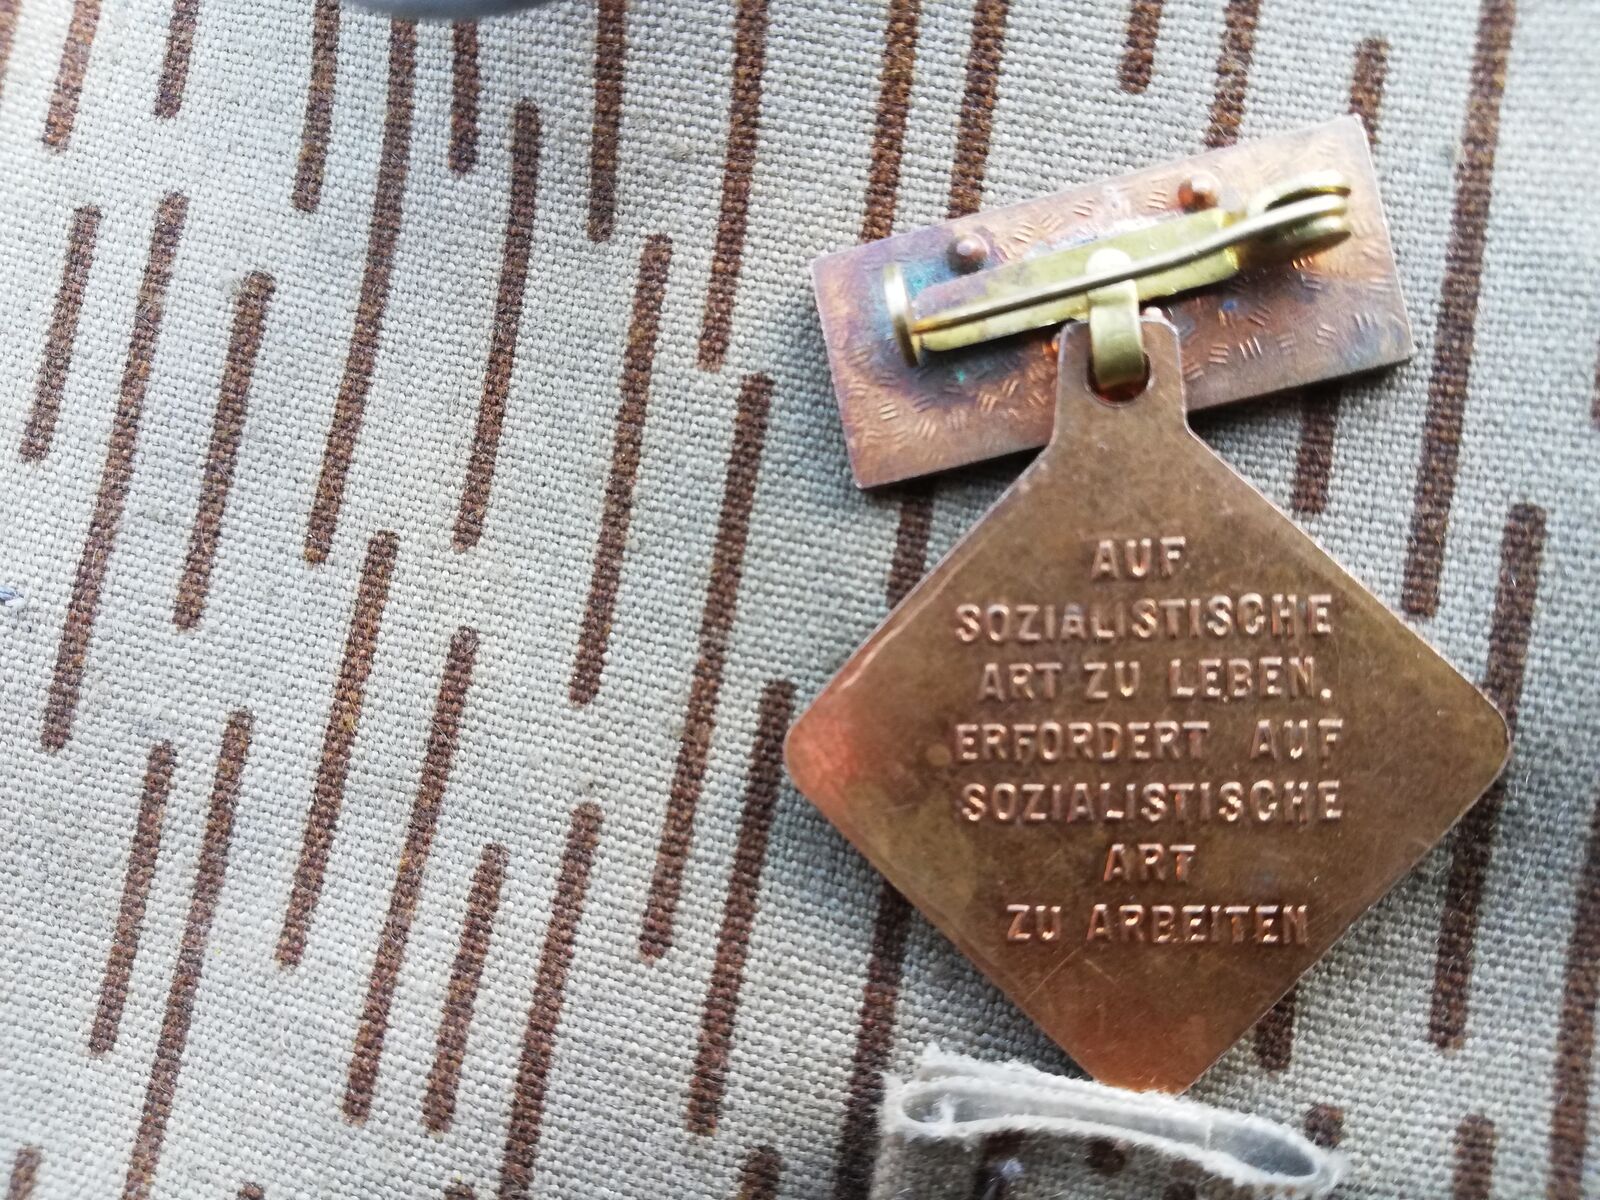 AUF
SOZIALISTISCHE
ART ZU LEBEN.
ERFORDERT AUF
SOZIALISTISCHE
ART
ZU ARBEITEN